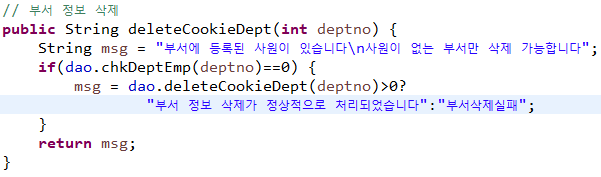 // 부서 정보 삭제
public String deleteCookieDept(int deptno) {
String msg = "부서에 등록된 사원이 있습니다\n사원이 없는 부서만 삭제 가능합니다";
if(dao.chkDeptEmp(deptno)==0) {
msg = dao.deleteCookieDept(deptno)>0?
"부서 정보 삭제가 정상적으로 처리되었습니다":"부서삭제실패";
}
return msg;
}